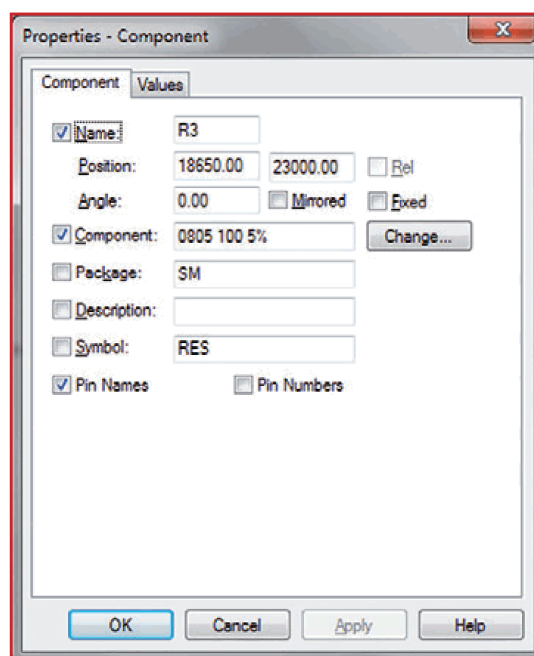 Properties - Component
Component Values
Name: R3
Position: 18650.00 23000.00 Rel
Angle: 0.00 Mirrored Fixed
Component: 0805 100 5% Change...
Package: SM
Description:
Symbol: RES
Pin Names Pin Numbers
OK Cancel Apply Help